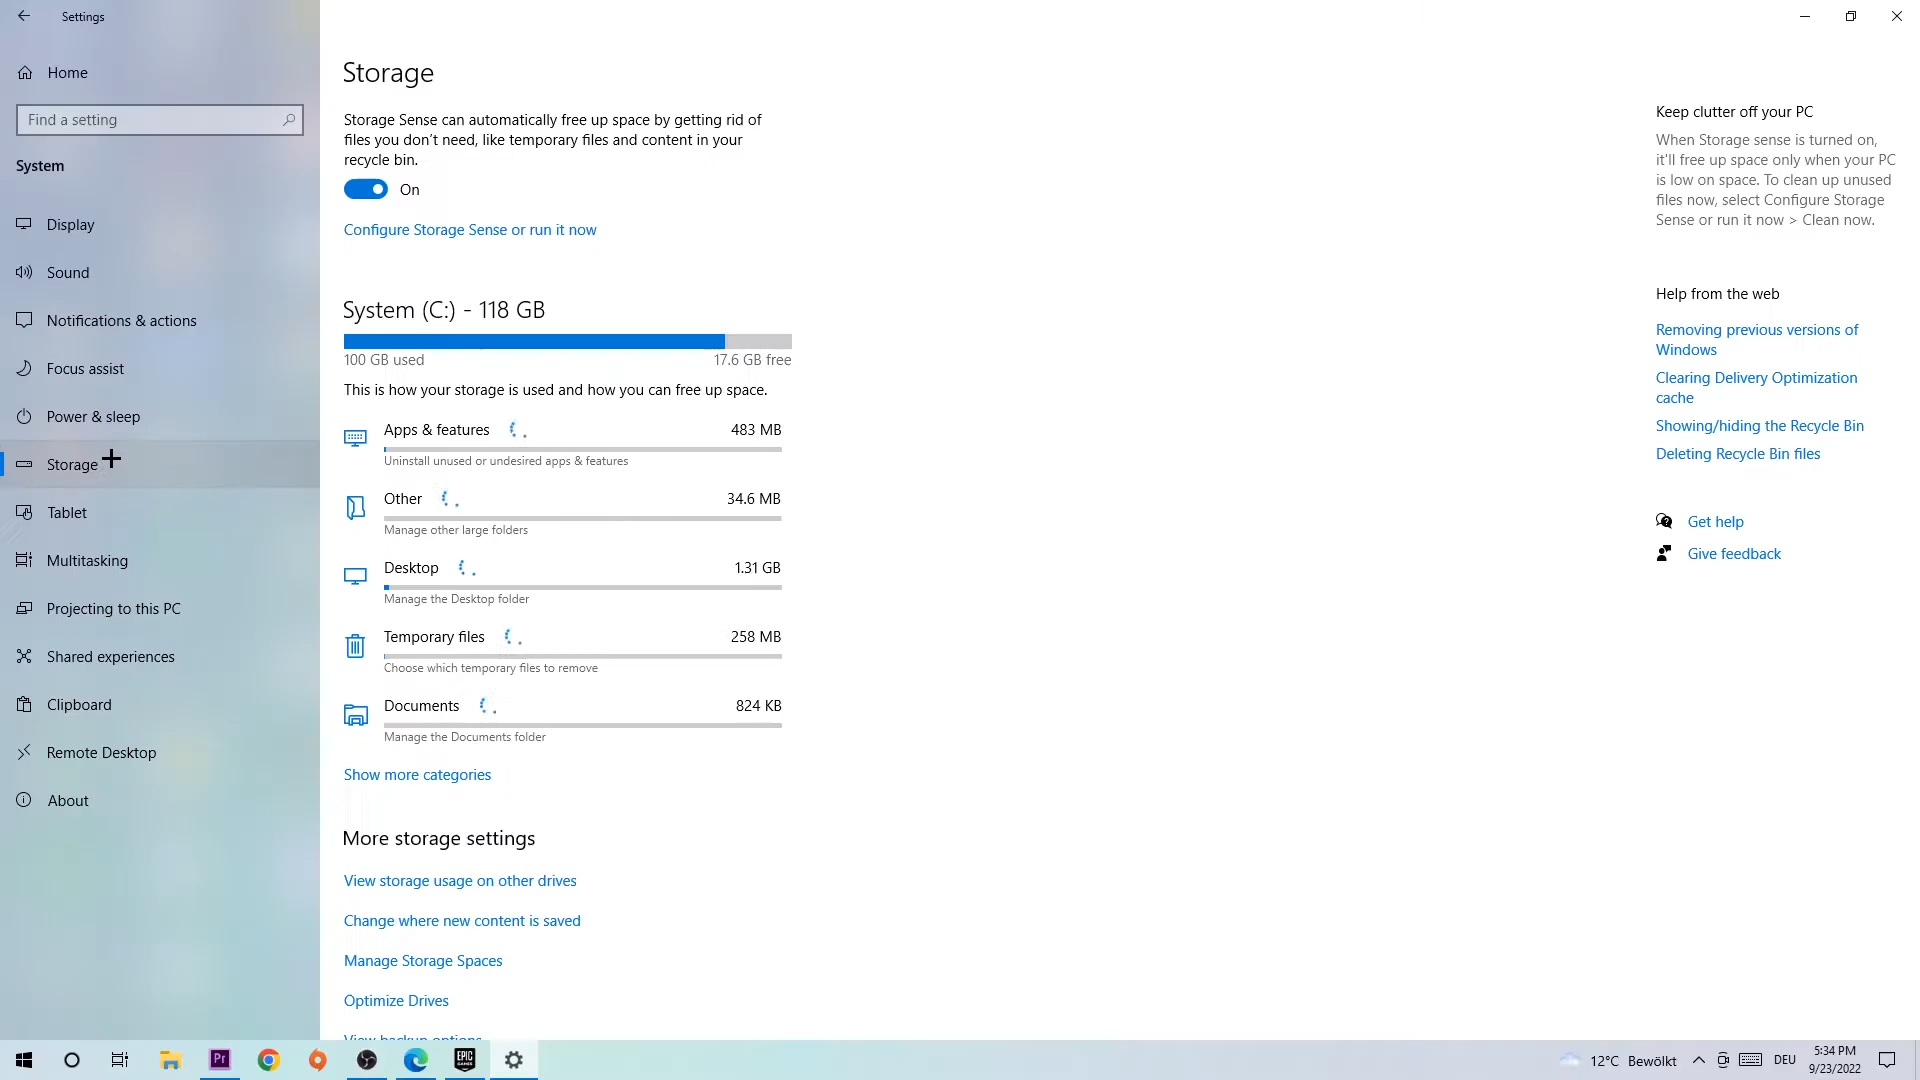 Settings
Home
Find a setting
System
Display
Sound
Notifications & actions
Focus assist
Power & sleep
Storage
Tablet
Multitasking
Projecting to this PC
Shared experiences
Clipboard
Remote Desktop
About
Storage
Storage Sense can automatically free up space by getting rid of
files you don't need, like temporary files and content in your
recycle bin.
On
Configure Storage Sense or run it now
System (C:) - 118 GB
100 GB used 17.6 GB free
This is how your storage is used and how you can free up space.
Apps & features 483 MB
Uninstall unused or undesired apps & features
Other 34.6 MB
Manage other large folders
Desktop 1.31 GB
Manage the Desktop folder
Temporary files 258 MB
Choose which temporary files to remove
Documents 824 KB
Manage the Documents folder
Show more categories
More storage settings
View storage usage on other drives
Change where new content is saved
Manage Storage Spaces
Optimize Drives
View backup options
Keep clutter off your PC
When Storage sense is turned on,
it'll free up space only when your PC
is low on space. To clean up unused
files now, select Configure Storage
Sense or run it now > Clean now.
Help from the web
Removing previous versions of
Windows
Clearing Delivery Optimization
cache
Showing/hiding the Recycle Bin
Deleting Recycle Bin files
Get help
Give feedback
Pr
EPIC
GAMES
12°C Bewölkt
DEU
5:34 PM
9/23/2022